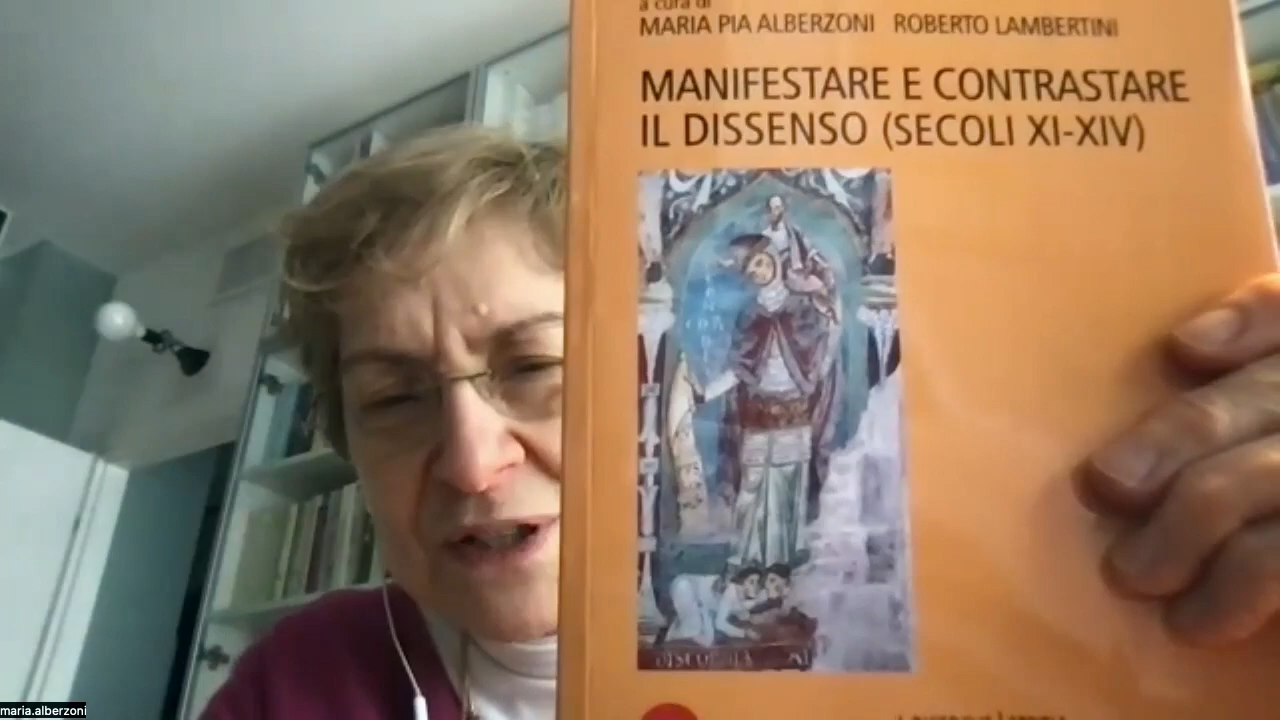 a cura di
MARIA PIA ALBERZONI ROBERTO LAMBERTINI
MANIFESTARE E CONTRASTARE
IL DISSENSO (SECOLI XI-XIV)
maria.alberzoni